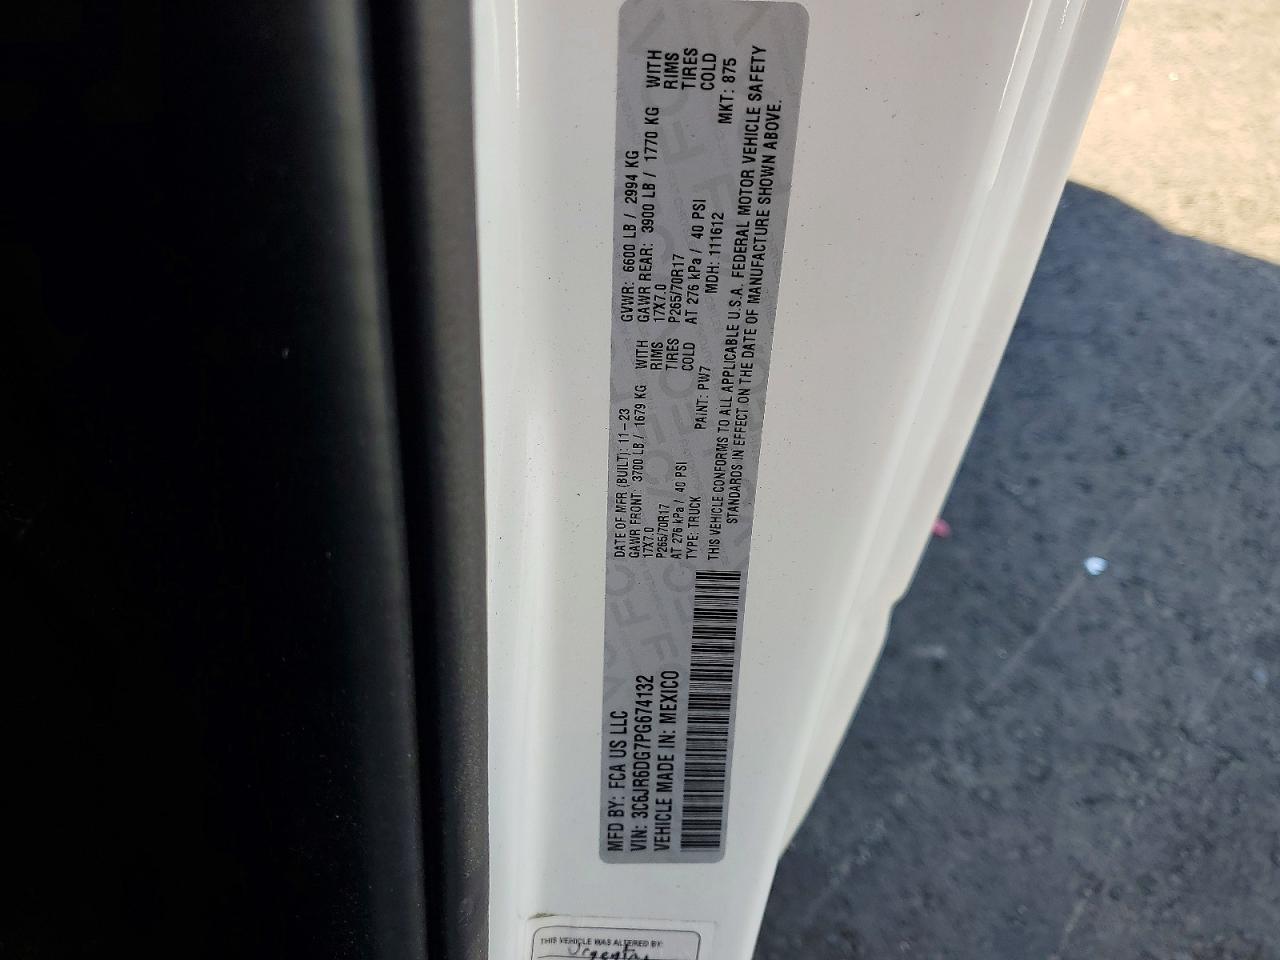 MFD BY: FCA US LLC
VIN: 3C6JR6DG7PG674132
VEHICLE MADE IN: MEXICO
DATE OF MFR (BUILT): 11-23 GVWR: 6600 LB / 2994 KG
GAWR FRONT: 3700 LB / 1679 KG WITH GAWR REAR: 3900 LB / 1770 KG WITH
17X7.0 RIMS 17X7.0 RIMS
P265/70R17 TIRES P265/70R17 TIRES
AT 276 kPa / 40 PSI COLD AT 276 kPa / 40 PSI COLD
TYPE: TRUCK PAINT: PW7 MDH: 111612 MKT: 875
THIS VEHICLE CONFORMS TO ALL APPLICABLE U.S.A. FEDERAL MOTOR VEHICLE SAFETY
STANDARDS IN EFFECT ON THE DATE OF MANUFACTURE SHOWN ABOVE.
THIS VEHICLE WAS ALTERED BY: